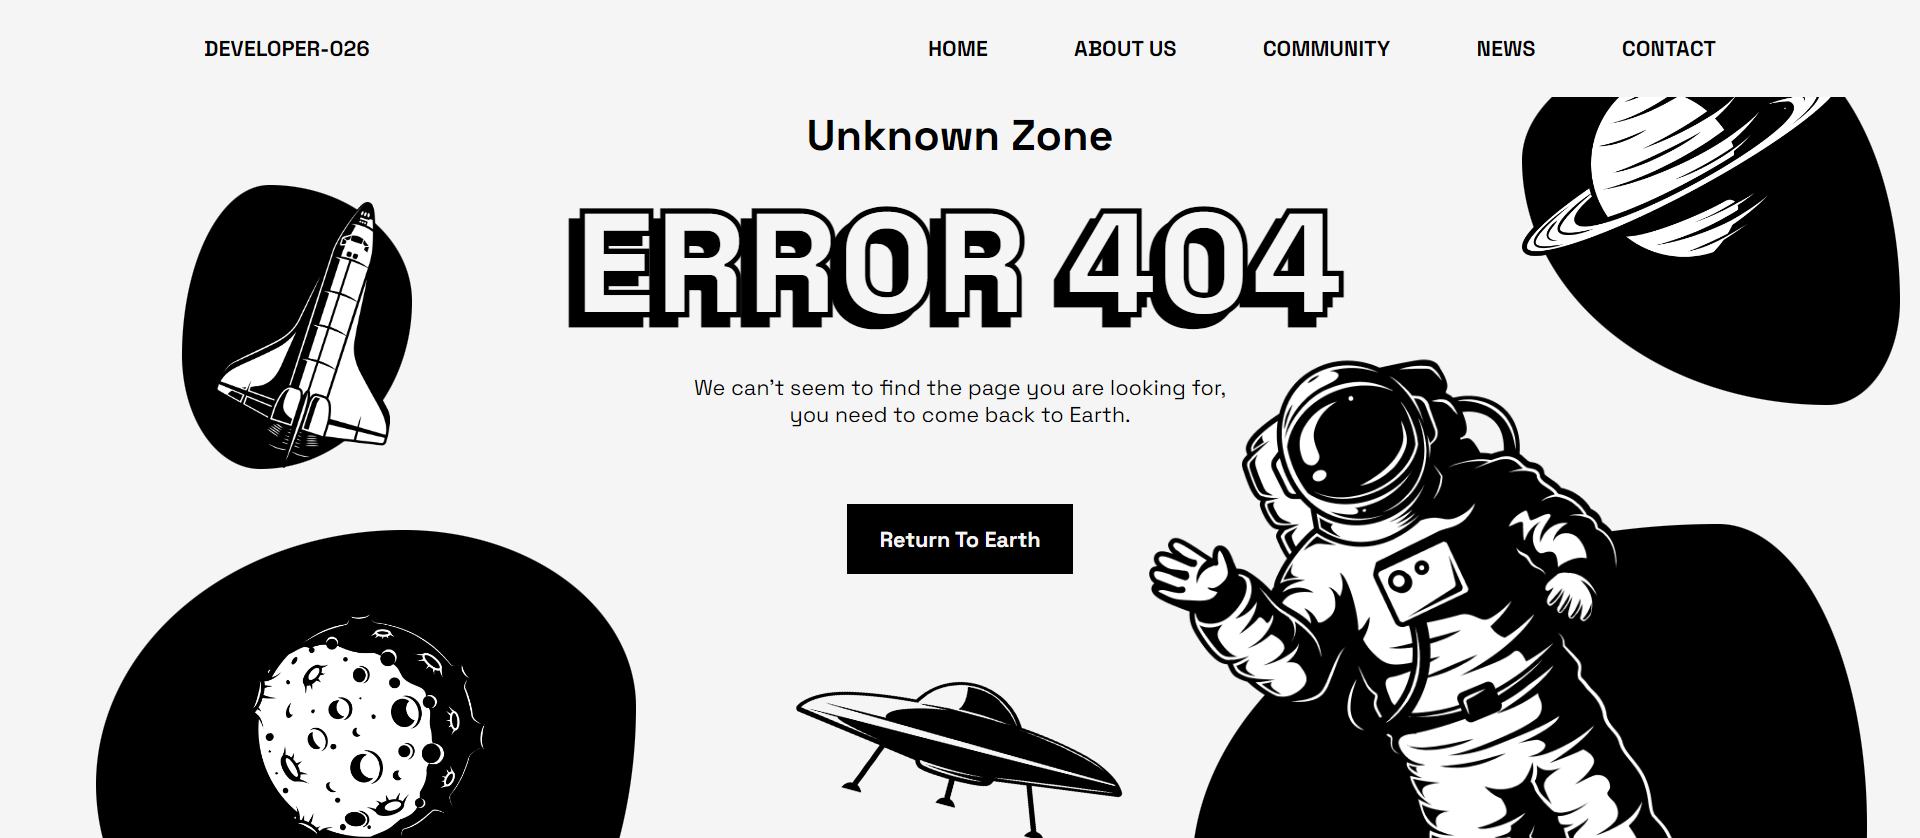 DEVELOPER-026
HOME ABOUT US COMMUNITY NEWS CONTACT
Unknown Zone
ERROR 404
We can't seem to find the page you are looking for,
you need to come back to Earth.
Return To Earth